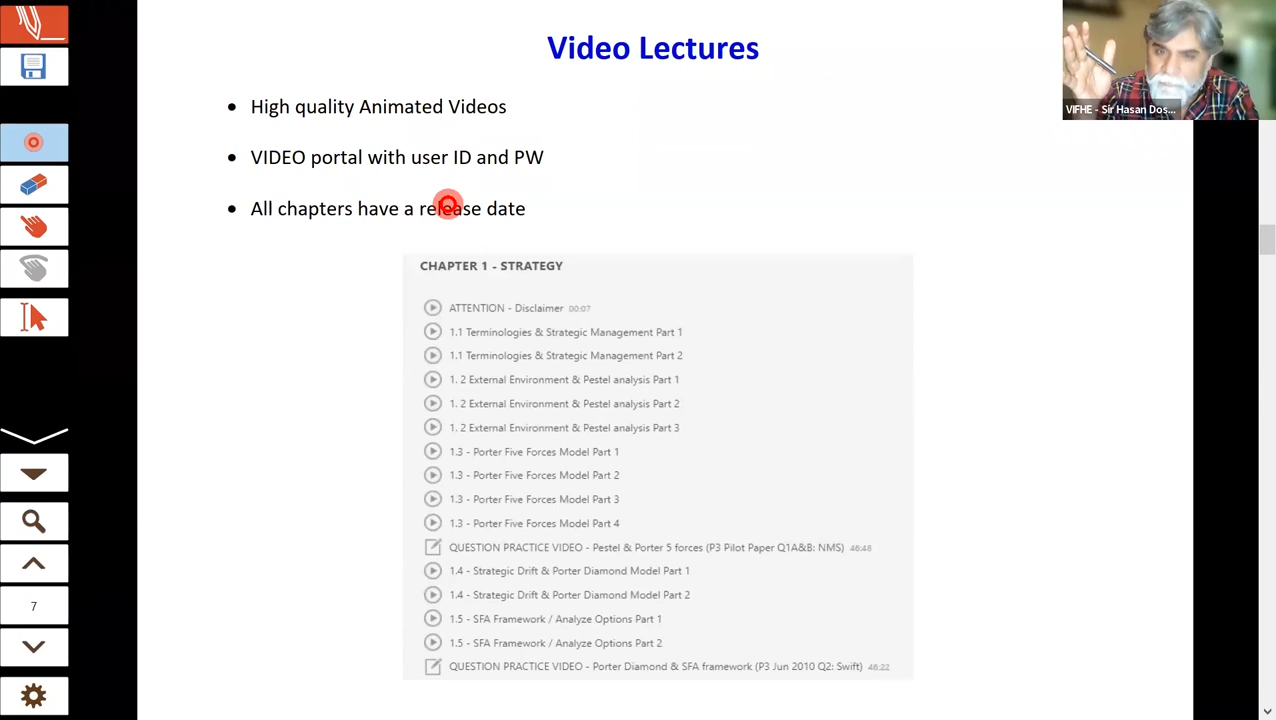 Video Lectures
VIFHE - Sir Hasan Dos...
• High quality Animated Videos
• VIDEO portal with user ID and PW
• All chapters have a release date
CHAPTER 1 - STRATEGY
ATTENTION - Disclaimer 00:07
1.1 Terminologies & Strategic Management Part 1
1.1 Terminologies & Strategic Management Part 2
1. 2 External Environment & Pestel analysis Part 1
1. 2 External Environment & Pestel analysis Part 2
1. 2 External Environment & Pestel analysis Part 3
1.3 - Porter Five Forces Model Part 1
1.3 - Porter Five Forces Model Part 2
1.3 - Porter Five Forces Model Part 3
1.3 - Porter Five Forces Model Part 4
QUESTION PRACTICE VIDEO - Pestel & Porter 5 forces (P3 Pilot Paper Q1A&B: NMS) 46:46
1.4 - Strategic Drift & Porter Diamond Model Part 1
1.4 - Strategic Drift & Porter Diamond Model Part 2
1.5 - SFA Framework / Analyze Options Part 1
1.5 - SFA Framework / Analyze Options Part 2
QUESTION PRACTICE VIDEO - Porter Diamond & SFA framework (P3 Jun 2010 Q2: Swift) 46:22
7